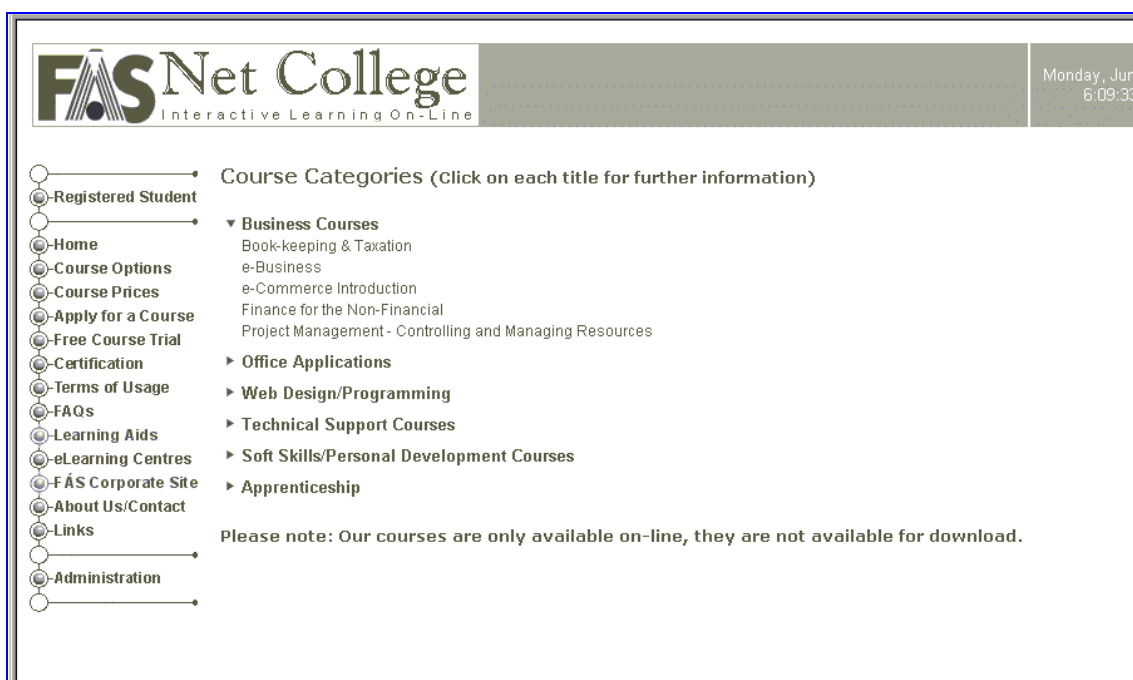 FÁS Net College
Interactive Learning On-Line
Monday, Jun
6:09:33
Registered Student
Home
Course Options
Course Prices
Apply for a Course
Free Course Trial
Certification
Terms of Usage
FAQs
Learning Aids
eLearning Centres
FÁS Corporate Site
About Us/Contact
Links
Administration
Course Categories (Click on each title for further information)
Business Courses
Book-keeping & Taxation
e-Business
e-Commerce Introduction
Finance for the Non-Financial
Project Management - Controlling and Managing Resources
Office Applications
Web Design/Programming
Technical Support Courses
Soft Skills/Personal Development Courses
Apprenticeship
Please note: Our courses are only available on-line, they are not available for download.